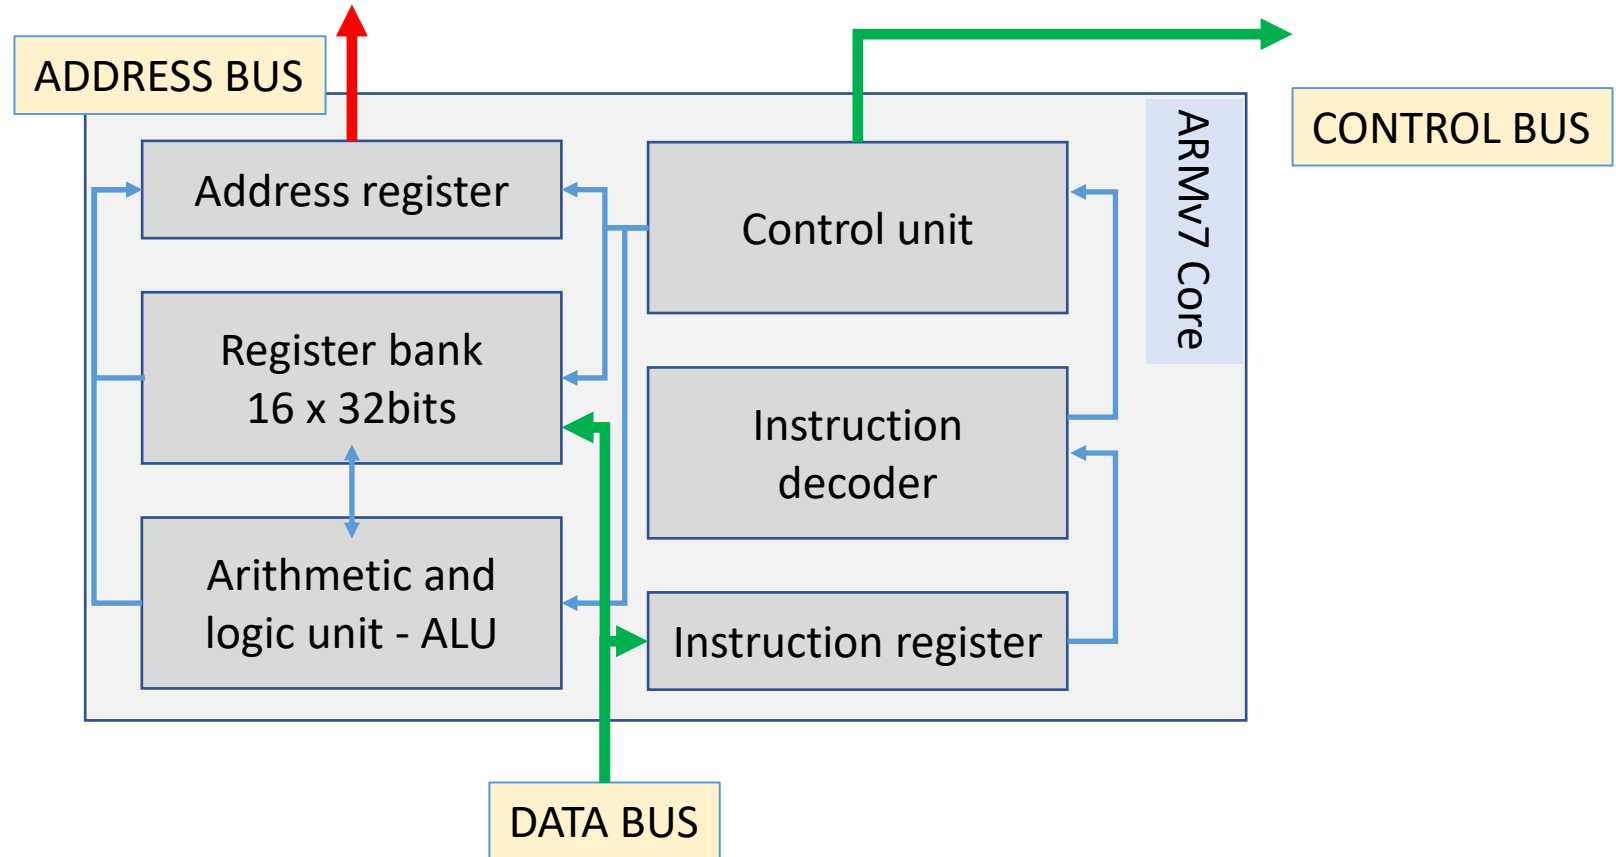 ADDRESS BUS
CONTROL BUS
ARMv7 Core
Address register
Control unit
Register bank
16 x 32bits
Instruction
decoder
Arithmetic and
logic unit - ALU
Instruction register
DATA BUS